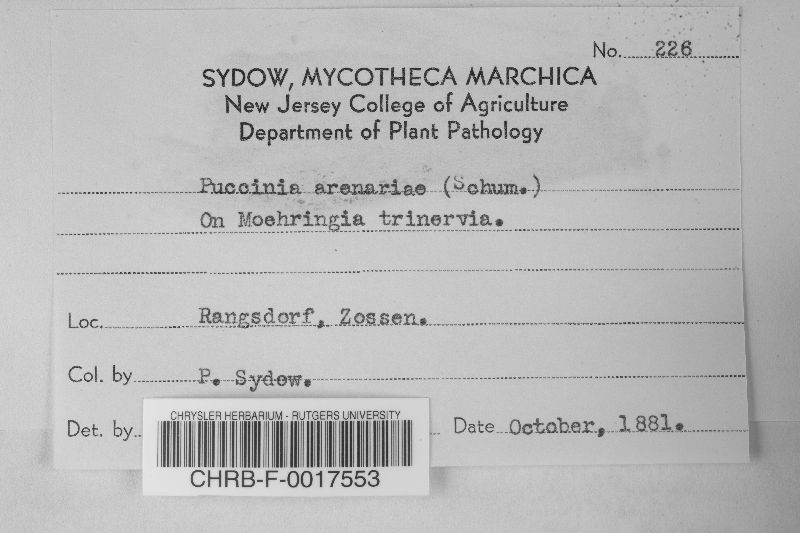 No. 226
SYDOW, MYCOTHECA MARCHICA
New Jersey College of Agriculture
Department of Plant Pathology
Puccinia arenariae (Schum.)
On Moehringia trinervia.
Loc. Rangsdorf, Zossen.
Col. by P. Sydow.
Det. by
Date October, 1881.
CHRYSLER HERBARIUM - RUTGERS UNIVERSITY
CHRB-F-0017553